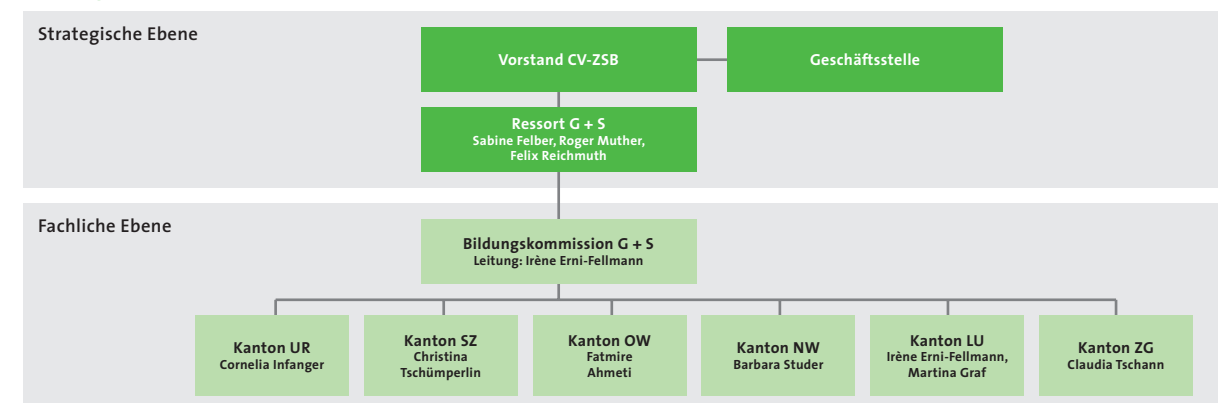 Strategische Ebene
Vorstand CV-ZSB
Geschäftsstelle
Ressort G + S
Sabine Felber, Roger Muther,
Felix Reichmuth
Fachliche Ebene
Bildungskommission G + S
Leitung: Irène Erni-Fellmann
Kanton UR
Cornelia Infanger
Kanton SZ
Christina
Tschümperlin
Kanton OW
Fatmire
Ahmeti
Kanton NW
Barbara Studer
Kanton LU
Irène Erni-Fellmann,
Martina Graf
Kanton ZG
Claudia Tschann